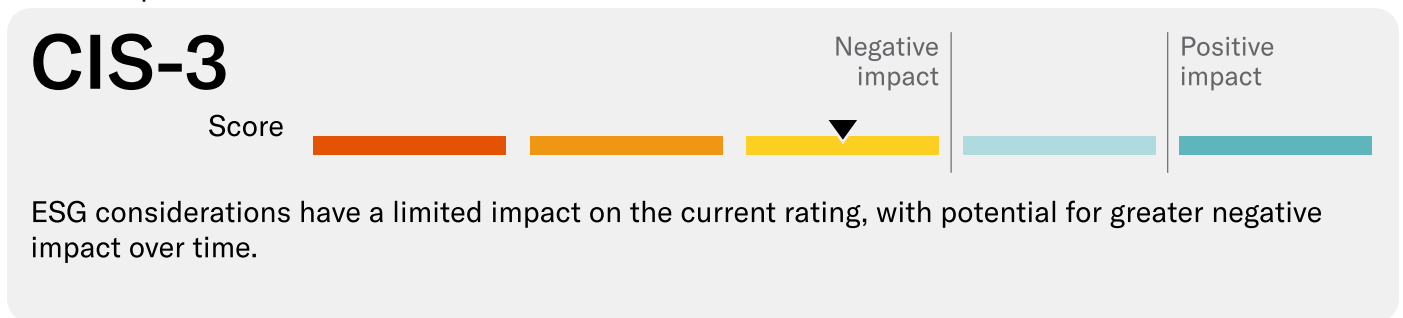 CIS-3
Negative
impact
Positive
impact
Score
ESG considerations have a limited impact on the current rating, with potential for greater negative
impact over time.